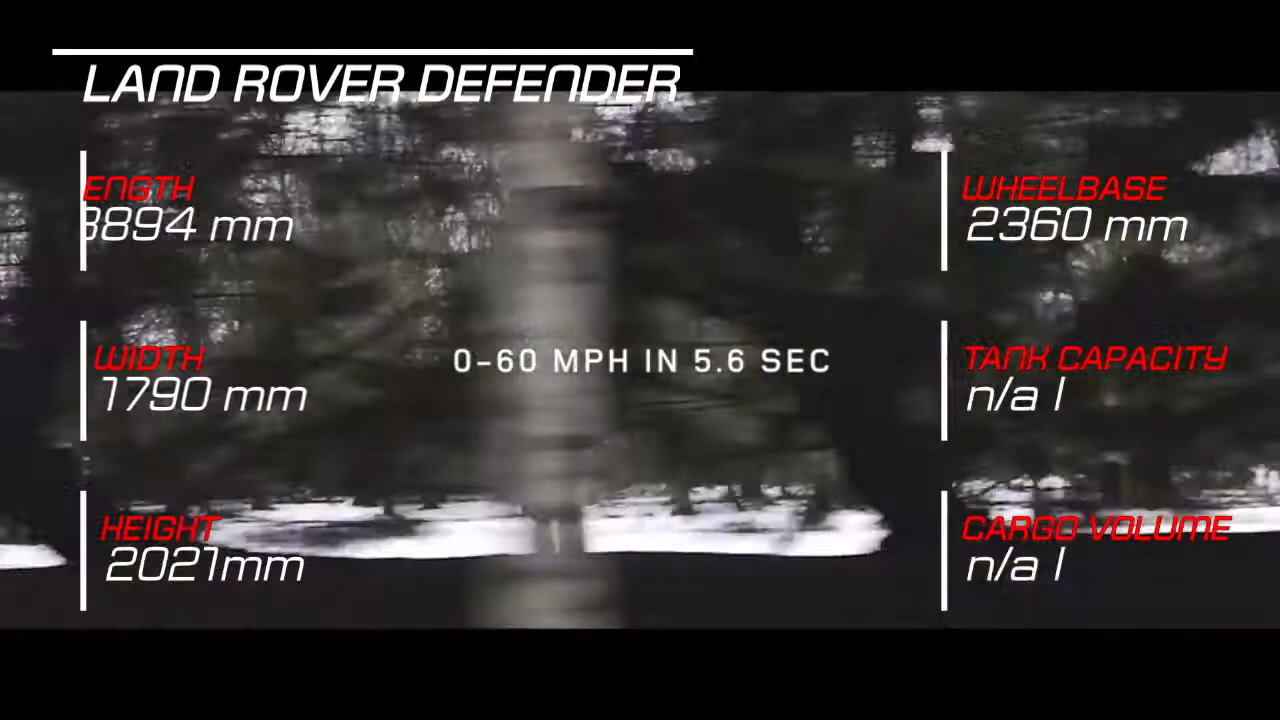 LAND ROVER DEFENDER
ENGTH
3894 mm
WIDTH
1790 mm
HEIGHT
2021mm
0-60 MPH IN 5.6 SEC
WHEELBASE
2360 mm
TANK CAPACITY
n/a l
CARGO VOLUME
n/a l